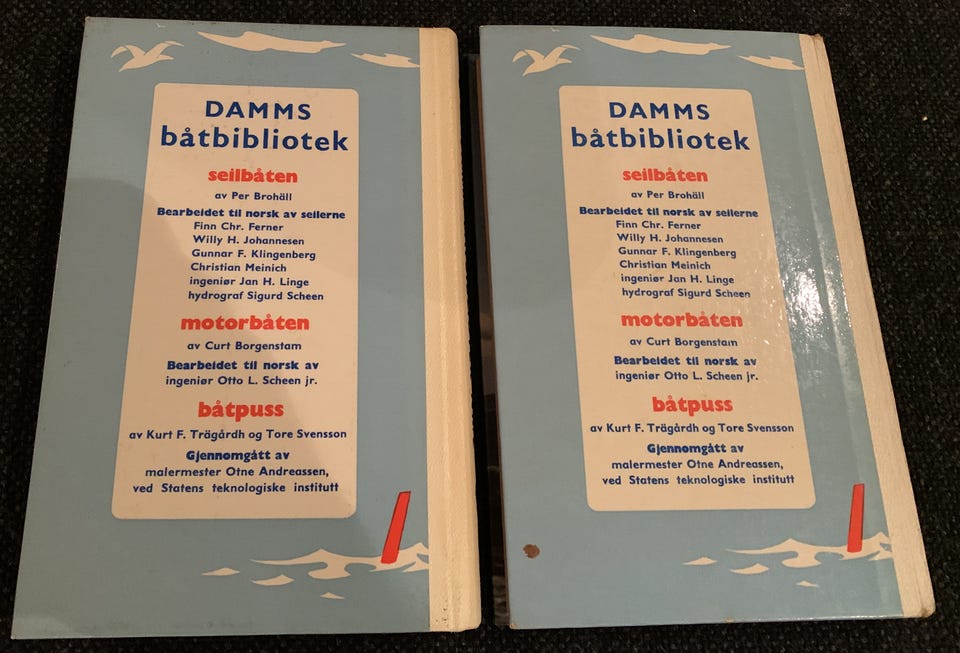 DAMMS
båtbibliotek
seilbåten
av Per Brohäll
Bearbeidet til norsk av seilerne
Finn Chr. Ferner
Willy H. Johannesen
Gunnar F. Klingenberg
Christian Meinich
ingeniør Jan H. Linge
hydrograf Sigurd Scheen
motorbåten
av Curt Borgenstam
Bearbeidet til norsk av
ingeniør Otto L. Scheen jr.
båtpuss
av Kurt F. Trägårdh og Tore Svensson
Gjennomgått av
malermester Otne Andreassen,
ved Statens teknologiske institutt
DAMMS
båtbibliotek
seilbåten
av Per Brohäll
Bearbeidet til norsk av seilerne
Finn Chr. Ferner
Willy H. Johannesen
Gunnar F. Klingenberg
Christian Meinich
ingeniør Jan H. Linge
hydrograf Sigurd Scheen
motorbåten
av Curt Borgenstam
Bearbeidet til norsk av
ingeniør Otto L. Scheen jr.
båtpuss
av Kurt F. Trägårdh og Tore Svensson
Gjennomgått av
malermester Otne Andreassen,
ved Statens teknologiske institutt